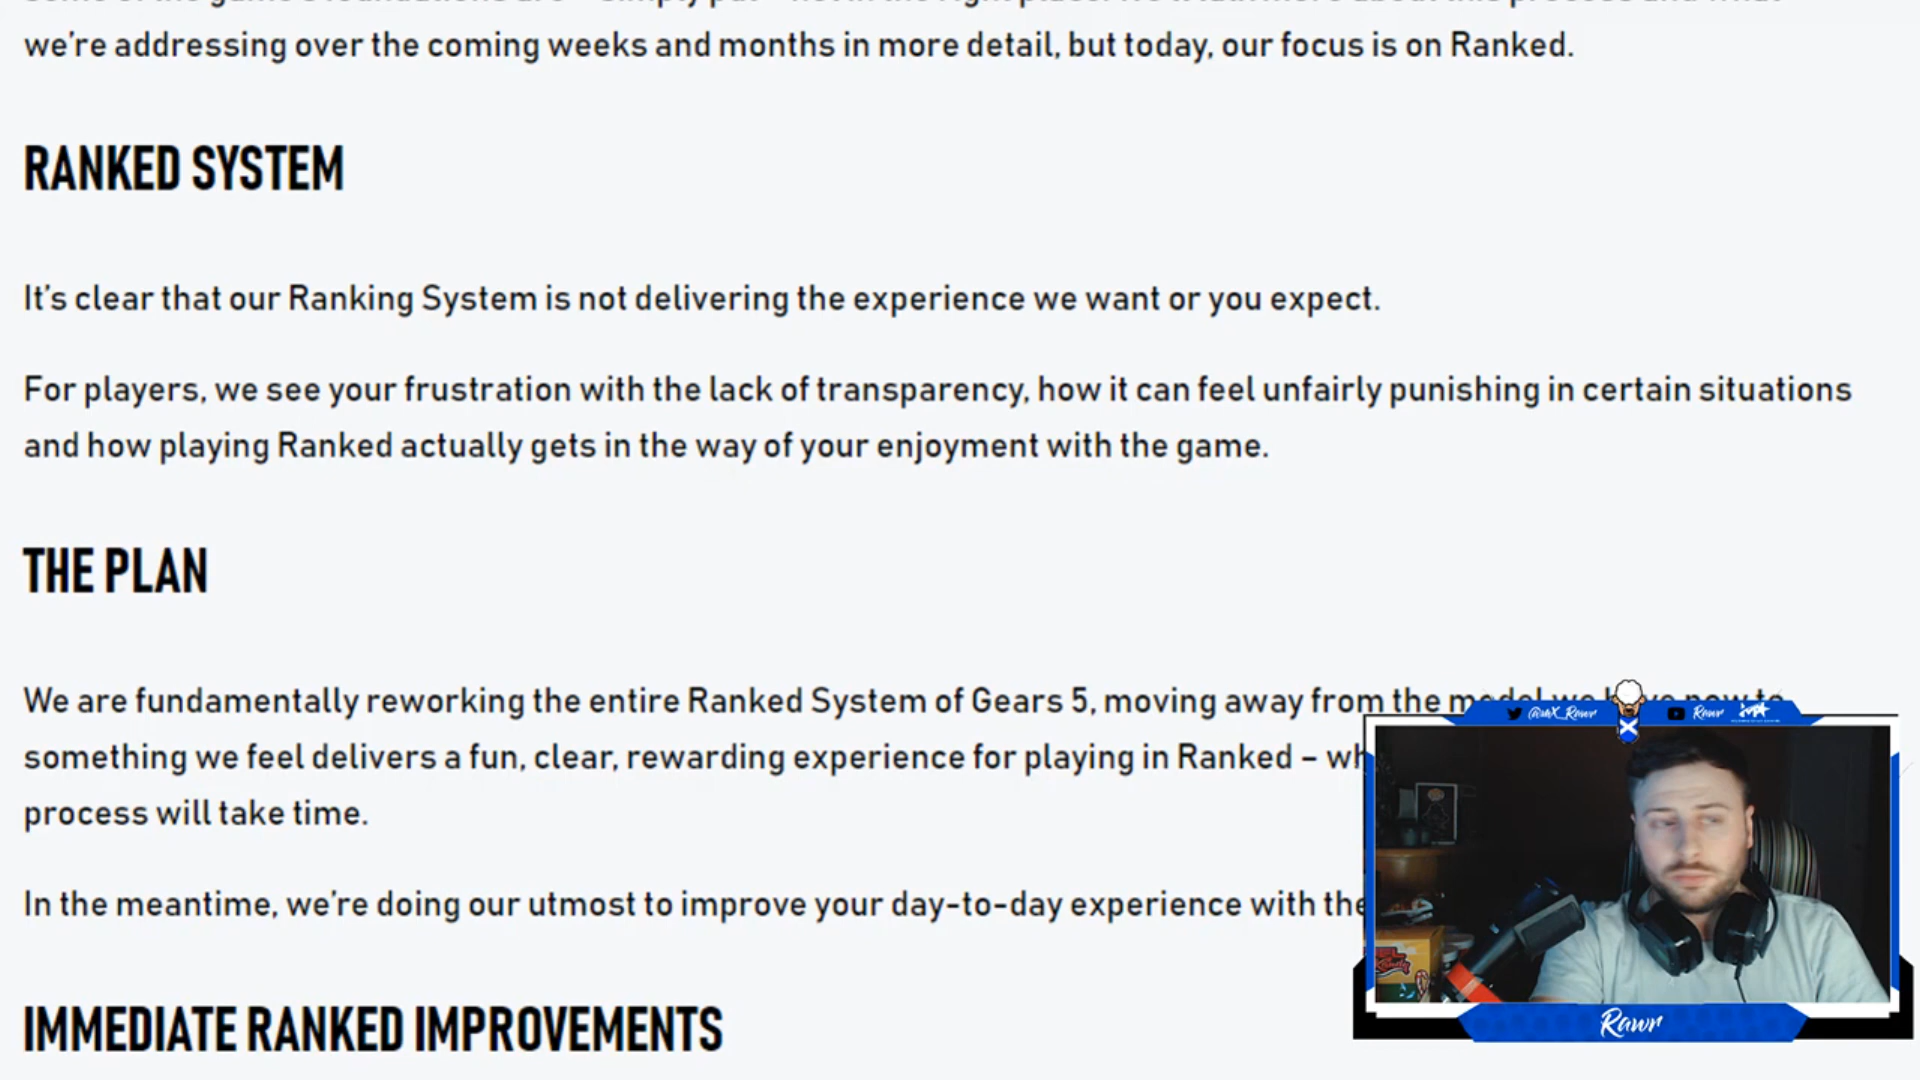 we're addressing over the coming weeks and months in more detail, but today, our focus is on Ranked.
RANKED SYSTEM
It's clear that our Ranking System is not delivering the experience we want or you expect.
For players, we see your frustration with the lack of transparency, how it can feel unfairly punishing in certain situations
and how playing Ranked actually gets in the way of your enjoyment with the game.
THE PLAN
We are fundamentally reworking the entire Ranked System of Gears 5, moving away from the model we have now to
something we feel delivers a fun, clear, rewarding experience for playing in Ranked –
process will take time.
In the meantime, we're doing our utmost to improve your day-to-day experience with the
IMMEDIATE RANKED IMPROVEMENTS
Rawr
Rawr